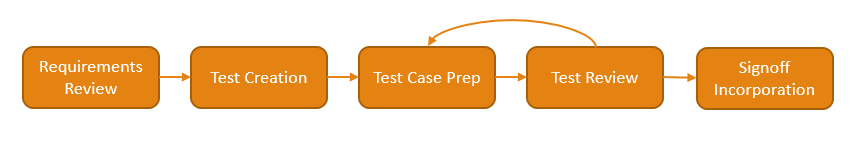 Requirements
Review
Test Creation
Test Case Prep
Test Review
Signoff
Incorporation